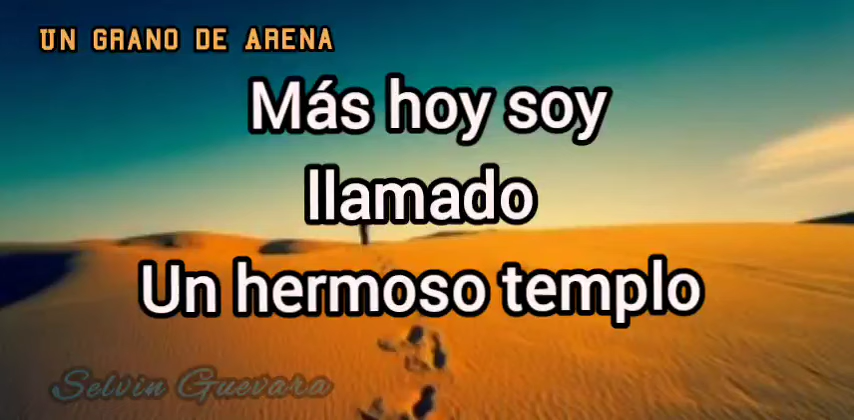 UN GRANO DE ARENA
Más hoy soy
llamado
Un hermoso templo
Selvin Guevara